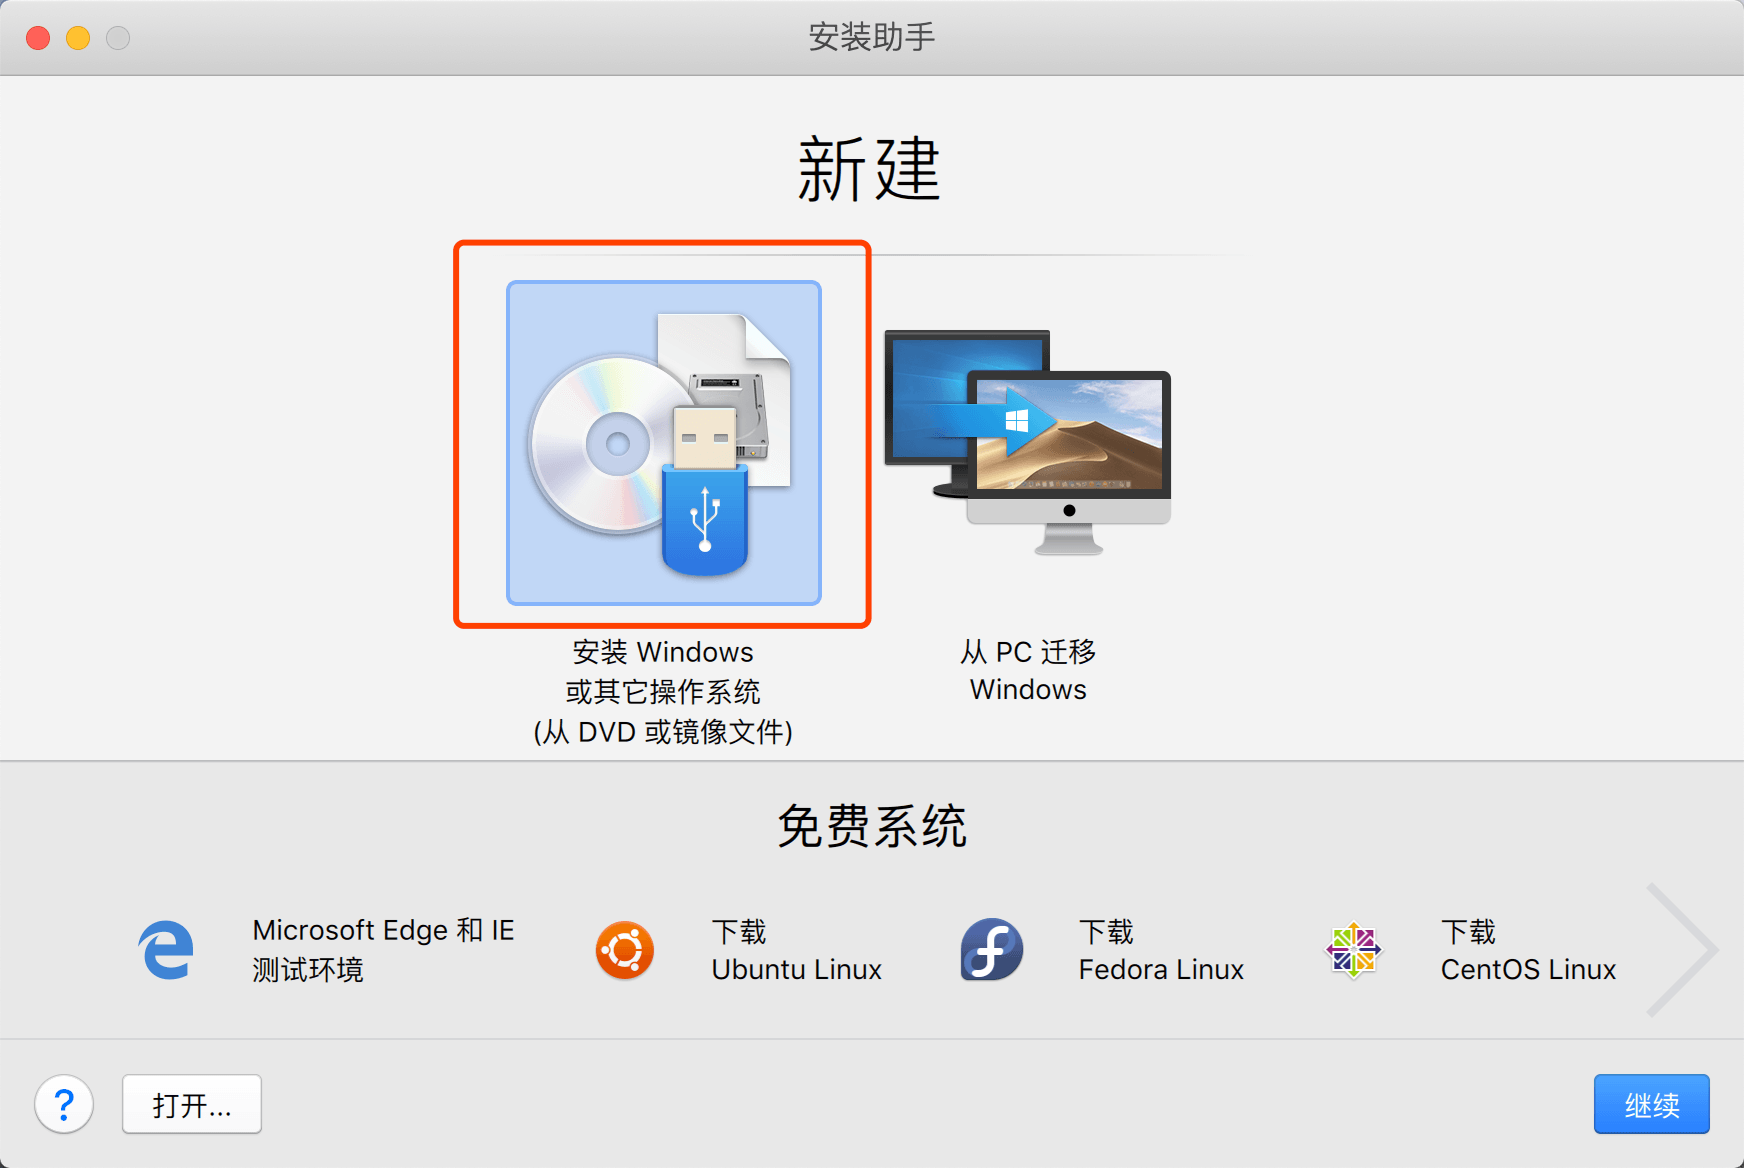 安装助手
新建
安装 Windows
或其它操作系统
(从 DVD 或镜像文件)
从 PC 迁移
Windows
免费系统
Microsoft Edge 和 IE
测试环境
下载
Ubuntu Linux
下载
Fedora Linux
下载
CentOS Linux
?
打开...
继续